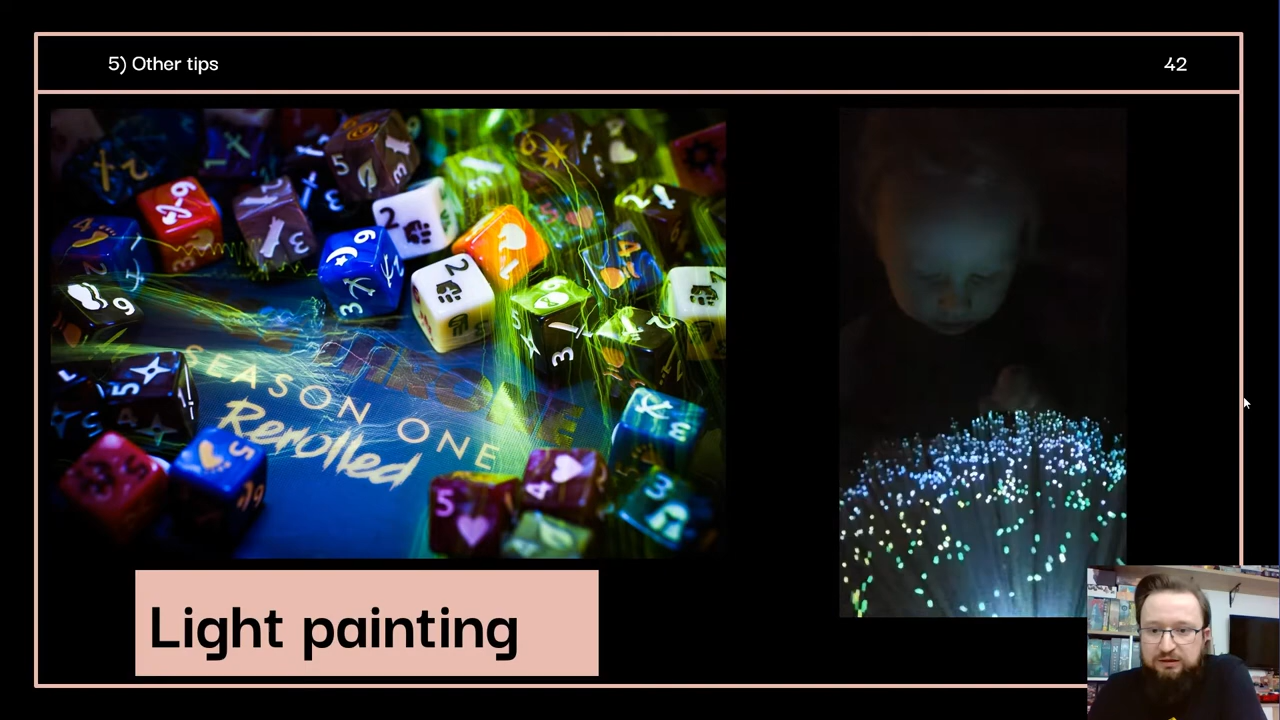 5) Other tips
42
SEASON ONE
Rerolled
Light painting